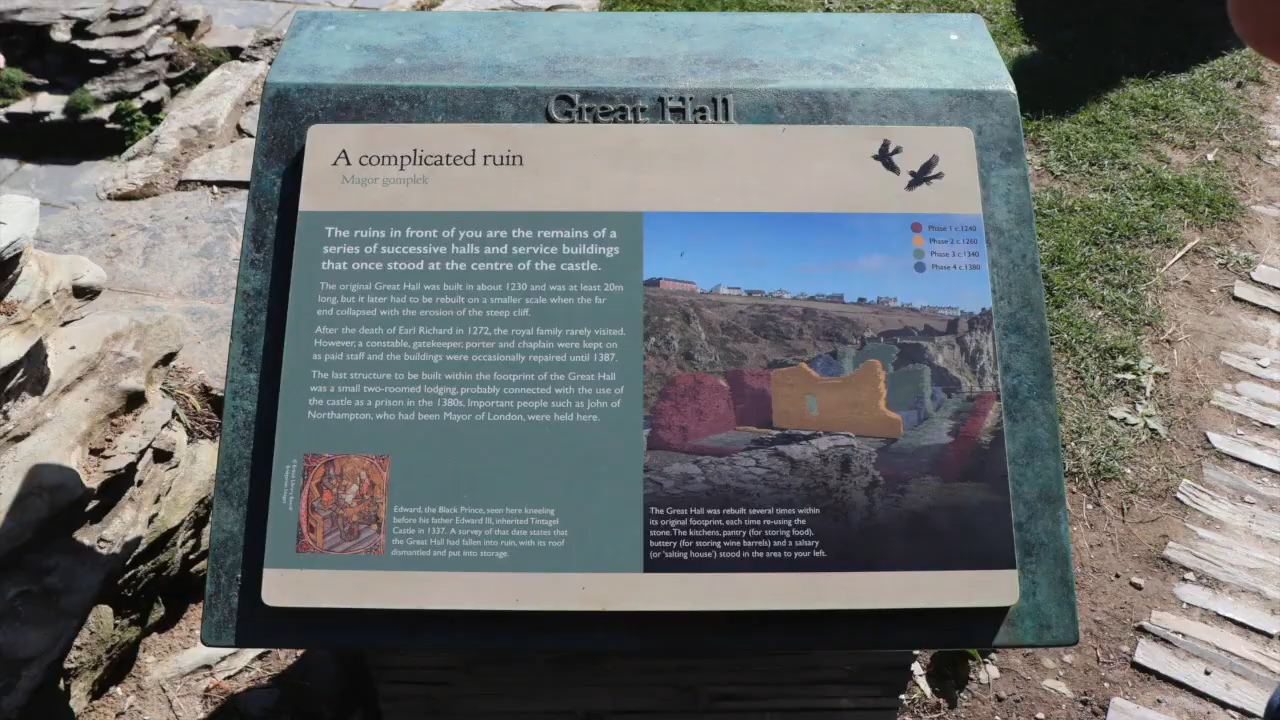 Great Hall
A complicated ruin
Magor gomplek
The ruins in front of you are the remains of a
series of successive halls and service buildings
that once stood at the centre of the castle.
The original Great Hall was built in about 1230 and was at least 20m
long, but it later had to be rebuilt on a smaller scale when the far
end collapsed with the erosion of the steep cliff.
After the death of Earl Richard in 1272, the royal family rarely visited.
However, a constable, gatekeeper, porter and chaplain were kept on
as paid staff and the buildings were occasionally repaired until 1387.
The last structure to be built within the footprint of the Great Hall
was a small two-roomed lodging, probably connected with the use of
the castle as a prison in the 1380s. Important people such as John of
Northampton, who had been Mayor of London, were held here.
Edward, the Black Prince, seen here kneeling
before his father Edward III, inherited Tintagel
Castle in 1337. A survey of that date states that
the Great Hall had fallen into ruin, with its roof
dismantled and put into storage.
Phase 1 c.1240
Phase 2 c.1260
Phase 3 c.1340
Phase 4 c.1380
The Great Hall was rebuilt several times within
its original footprint, each time re-using the
stone. The kitchens, pantry (for storing food),
buttery (for storing wine barrels) and a salsary
(or 'salting house') stood in the area to your left.